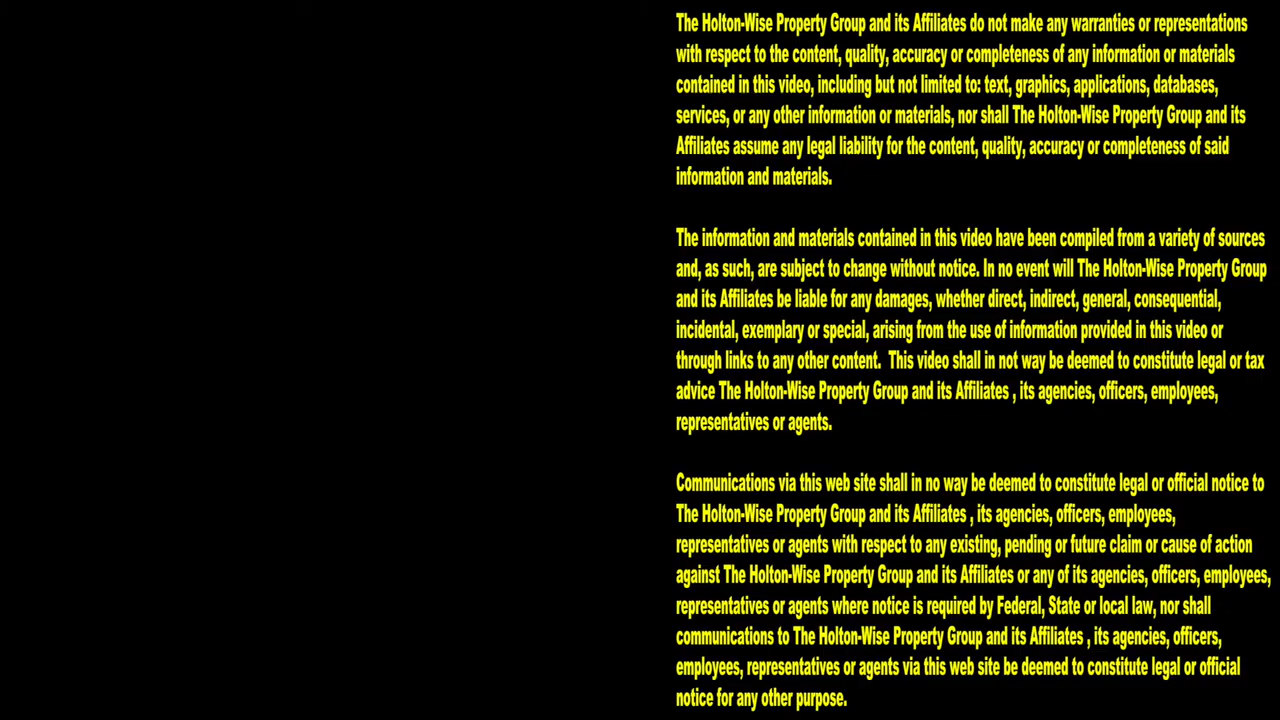 The Holton-Wise Property Group and its Affiliates do not make any warranties or representations
with respect to the content, quality, accuracy or completeness of any information or materials
contained in this video, including but not limited to: text, graphics, applications, databases,
services, or any other information or materials, nor shall The Holton-Wise Property Group and its
Affiliates assume any legal liability for the content, quality, accuracy or completeness of said
information and materials.
The information and materials contained in this video have been compiled from a variety of sources
and, as such, are subject to change without notice. In no event will The Holton-Wise Property Group
and its Affiliates be liable for any damages, whether direct, indirect, general, consequential,
incidental, exemplary or special, arising from the use of information provided in this video or
through links to any other content.  This video shall in not way be deemed to constitute legal or tax
advice The Holton-Wise Property Group and its Affiliates , its agencies, officers, employees,
representatives or agents.
Communications via this web site shall in no way be deemed to constitute legal or official notice to
The Holton-Wise Property Group and its Affiliates , its agencies, officers, employees,
representatives or agents with respect to any existing, pending or future claim or cause of action
against The Holton-Wise Property Group and its Affiliates or any of its agencies, officers, employees,
representatives or agents where notice is required by Federal, State or local law, nor shall
communications to The Holton-Wise Property Group and its Affiliates , its agencies, officers,
employees, representatives or agents via this web site be deemed to constitute legal or official
notice for any other purpose.